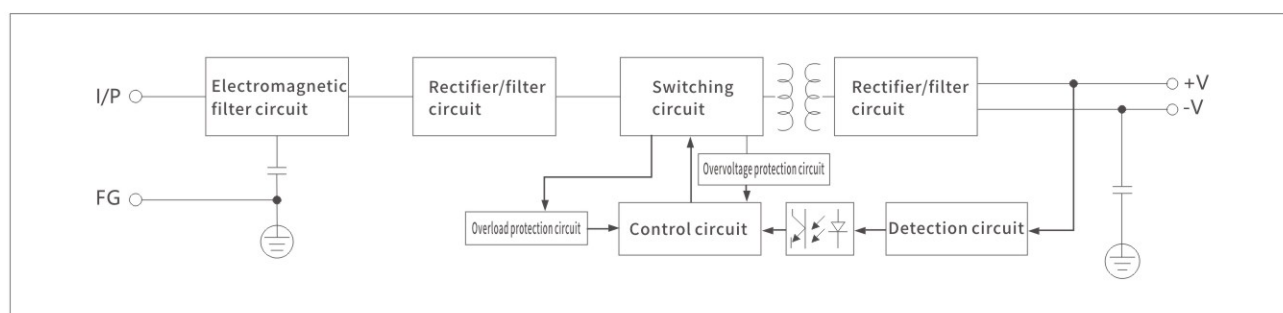 I/P
Electromagnetic
filter circuit
Rectifier/filter
circuit
Switching
circuit
Rectifier/filter
circuit
+V
-V
Overvoltage protection circuit
FG
Overload protection circuit
Control circuit
Detection circuit